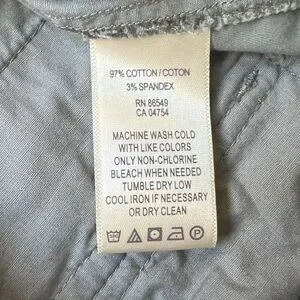 97% COTTON / COTON
3% SPANDEX
RN 86549
CA 04754
MACHINE WASH COLD
WITH LIKE COLORS
ONLY NON-CHLORINE
BLEACH WHEN NEEDED
TUMBLE DRY LOW
COOL IRON IF NECESSARY
OR DRY CLEAN